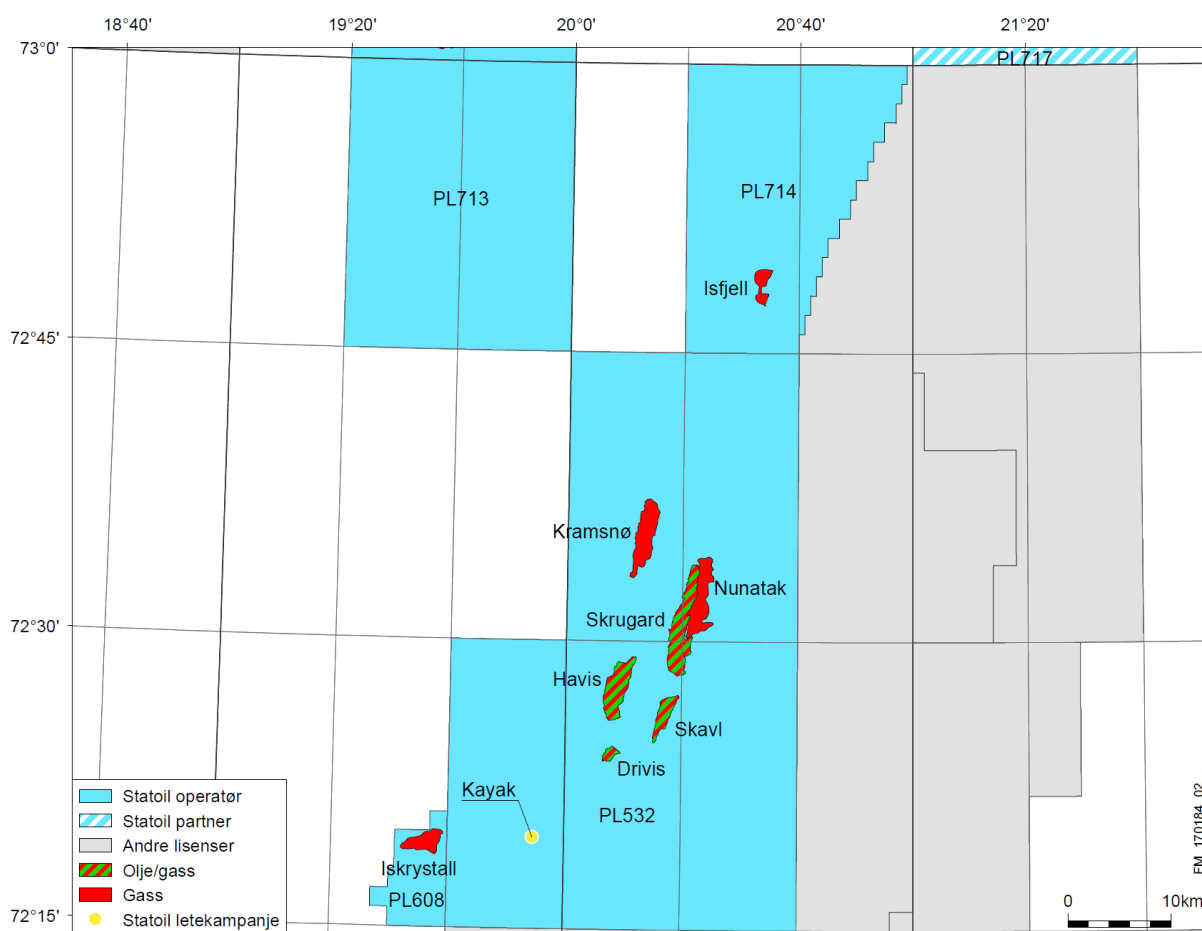 18°40'
19°20'
20°0'
20°40'
21°20'
73°0'
PL717
PL713
PL714
Isfjell
72°45'
Kramsnø
Nunatak
Skrugard
72°30'
Havis
Skavl
Drivis
Kayak
PL532
Iskrystall
PL608
72°15'
Statoil operatør
Statoil partner
Andre lisenser
Olje/gass
Gass
Statoil letekampanje
0 10km
FM_170184_02